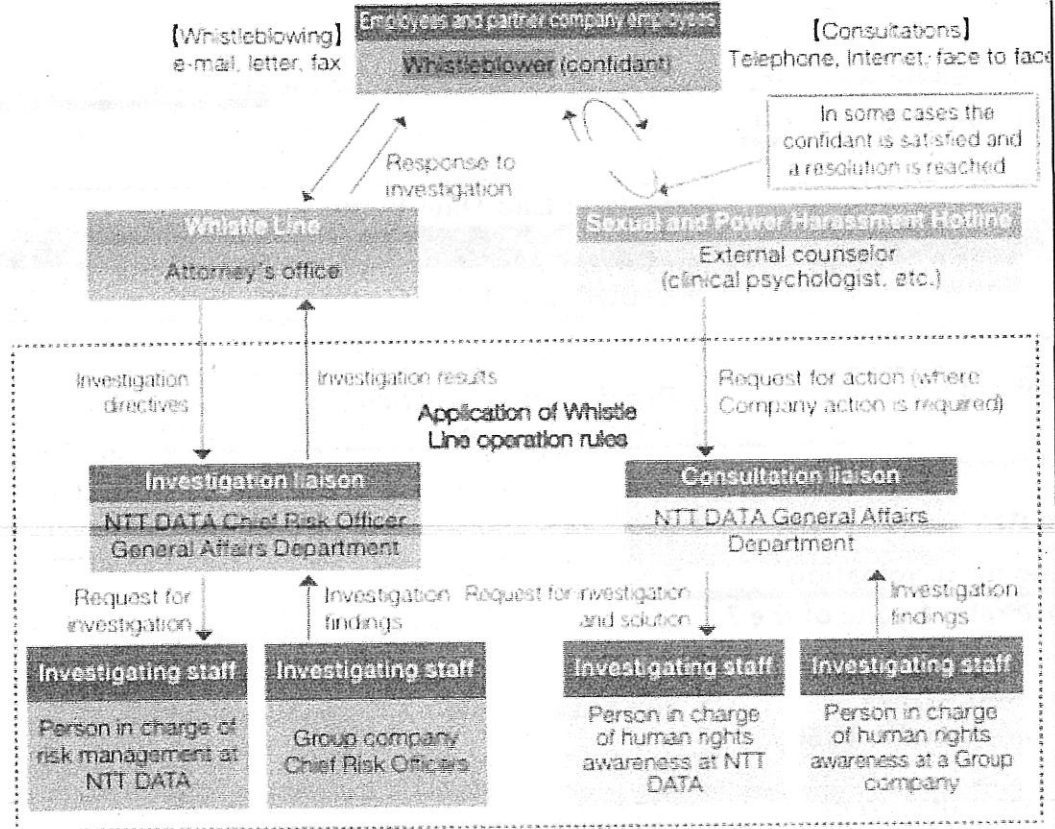 Employees and partner company employees
Whistleblower (confidant)
【Whistleblowing】
e-mail, letter, fax
【Consultations】
Telephone, Internet, face to face
In some cases the
confidant is satisfied and
a resolution is reached
Response to
investigation
Whistle Line
Attorney's office
Sexual and Power Harassment Hotline
External counselor
(clinical psychologist, etc.)
Investigation
directives
Investigation results
Request for action (where
Company action is required)
Application of Whistle
Line operation rules
Investigation liaison
NTT DATA Chief Risk Officer
General Affairs Department
Consultation liaison
NTT DATA General Affairs
Department
Request for
investigation
Investigation
findings
Request for investigation
and solution
Investigation
findings
Investigating staff
Person in charge of
risk management at
NTT DATA
Investigating staff
Group company
Chief Risk Officers
Investigating staff
Person in charge
of human rights
awareness at NTT
DATA
Investigating staff
Person in charge
of human rights
awareness at a Group
company